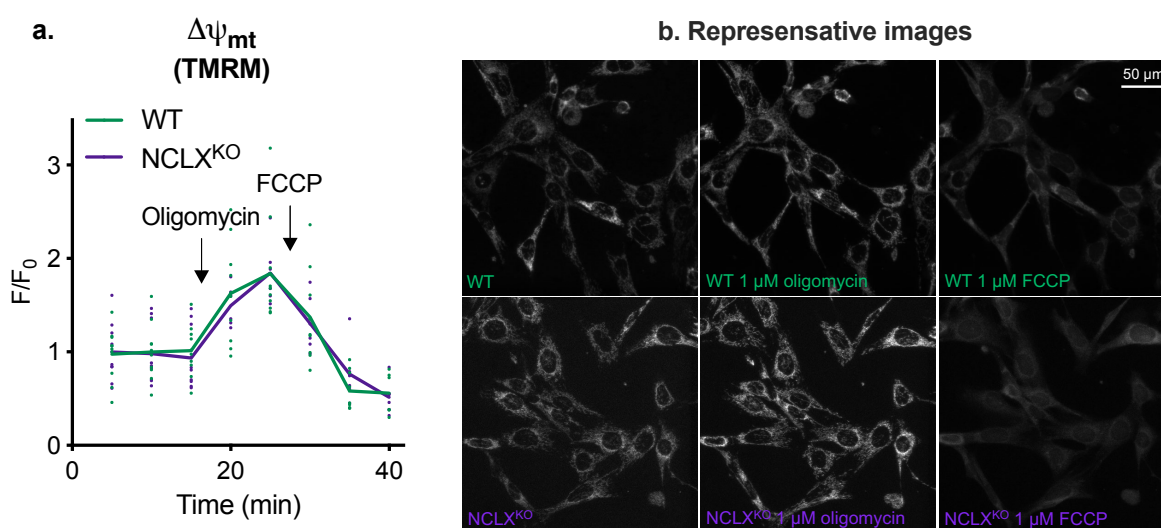 a.
Δψmt
(TMRM)
WT
NCLXKO
FCCP
Oligomycin
F/F0
3
2
1
0
0
20
40
Time (min)
b. Represensative images
50 µm
WT
WT 1 µM oligomycin
WT 1 µM FCCP
NCLXKO
NCLXKO 1 µM oligomycin
NCLXKO 1 µM FCCP